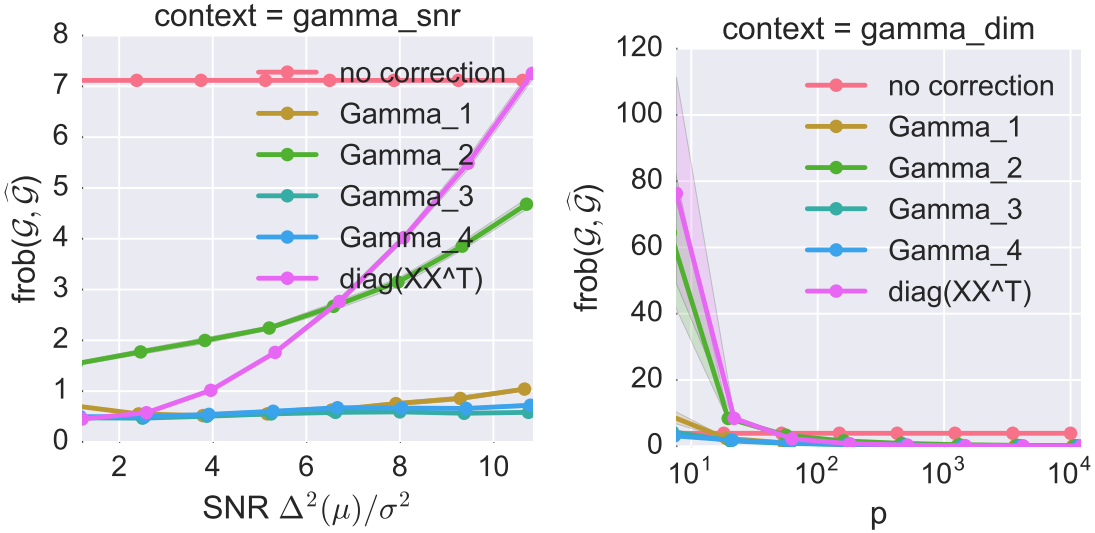 context = gamma_snr
8
7
6
5
4
3
2
1
0
frob(𝒢, 𝒢̂)
no correction
Gamma_1
Gamma_2
Gamma_3
Gamma_4
diag(XX^T)
2 4 6 8 10
SNR Δ²(μ)/σ²
context = gamma_dim
120
100
80
60
40
20
0
frob(𝒢, 𝒢̂)
no correction
Gamma_1
Gamma_2
Gamma_3
Gamma_4
diag(XX^T)
10¹ 10² 10³ 10⁴
p